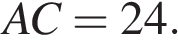 AC = 24.